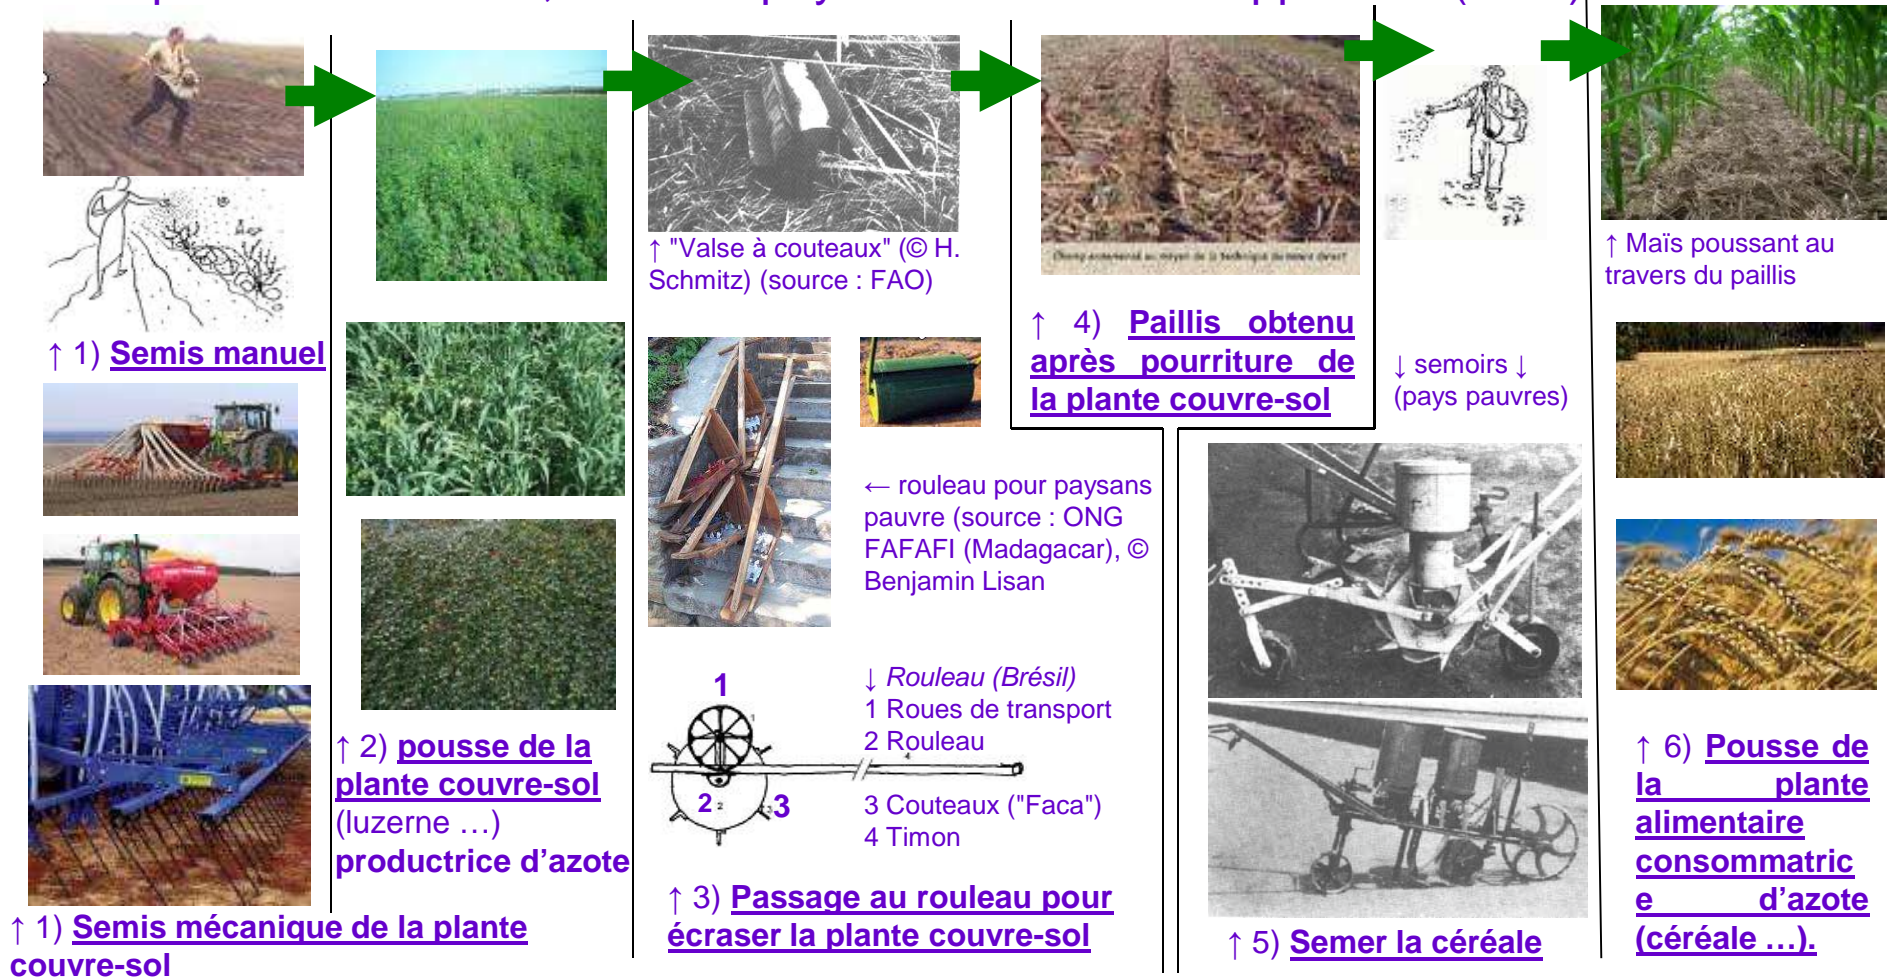 ↑ 1) Semis manuel
↑ 1) Semis mécanique de la plante
couvre-sol
↑ 2) pousse de la
plante couvre-sol
(luzerne …)
productrice d’azote
↑ "Valse à couteaux" (© H.
Schmitz) (source : FAO)
← rouleau pour paysans
pauvre (source : ONG
FAFAFI (Madagacar), ©
Benjamin Lisan
↓ Rouleau (Brésil)
1 Roues de transport
2 Rouleau
3 Couteaux ("Faca")
4 Timon
1
2
3
↑ 3) Passage au rouleau pour
écraser la plante couvre-sol
↑ 4) Paillis obtenu
après pourriture de
la plante couvre-sol
↓ semoirs ↓
(pays pauvres)
↑ 5) Semer la céréale
↑ Maïs poussant au
travers du paillis
↑ 6) Pousse de
la plante
alimentaire
consommatric
e d’azote
(céréale …).